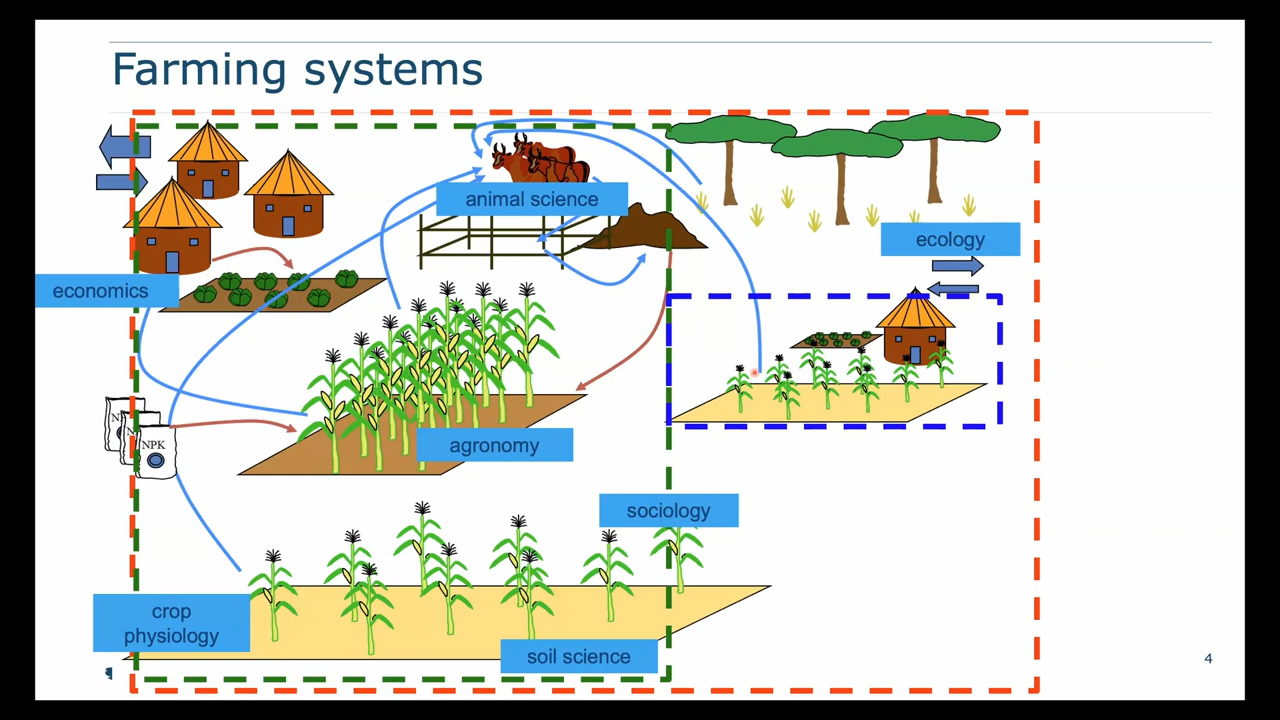 Farming systems
animal science
ecology
economics
NPK
agronomy
sociology
crop
physiology
soil science
4